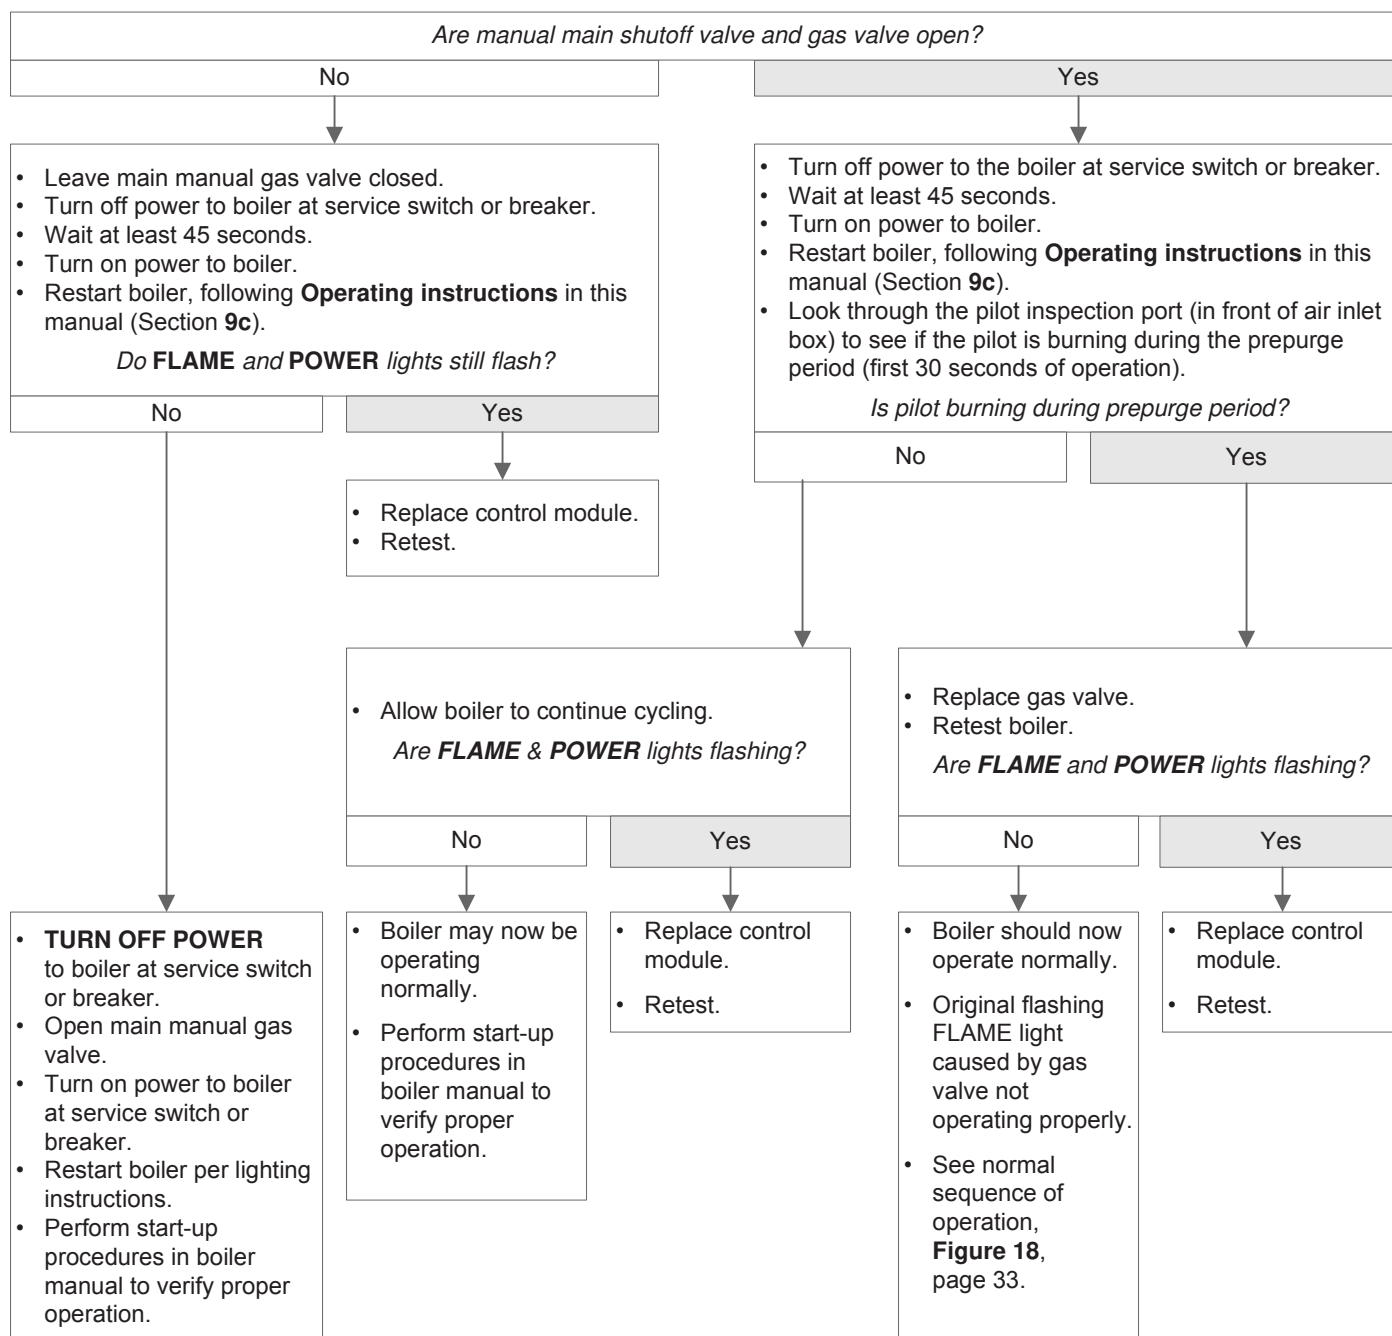 Are manual main shutoff valve and gas valve open?
No
Yes
• Leave main manual gas valve closed.
• Turn off power to boiler at service switch or breaker.
• Wait at least 45 seconds.
• Turn on power to boiler.
• Restart boiler, following Operating instructions in this
manual (Section 9c).
Do FLAME and POWER lights still flash?
No
Yes
• Turn off power to the boiler at service switch or breaker.
• Wait at least 45 seconds.
• Turn on power to boiler.
• Restart boiler, following Operating instructions in this
manual (Section 9c).
• Look through the pilot inspection port (in front of air inlet
box) to see if the pilot is burning during the prepurge
period (first 30 seconds of operation).
Is pilot burning during prepurge period?
No
Yes
• Replace control module.
• Retest.
• Allow boiler to continue cycling.
Are FLAME & POWER lights flashing?
No
Yes
• Replace gas valve.
• Retest boiler.
Are FLAME and POWER lights flashing?
No
Yes
• TURN OFF POWER
to boiler at service switch
or breaker.
• Open main manual gas
valve.
• Turn on power to boiler
at service switch or
breaker.
• Restart boiler per lighting
instructions.
• Perform start-up
procedures in boiler
manual to verify proper
operation.
• Boiler may now be
operating
normally.
• Perform start-up
procedures in
boiler manual to
verify proper
operation.
• Replace control
module.
• Retest.
• Boiler should now
operate normally.
• Original flashing
FLAME light
caused by gas
valve not
operating properly.
• See normal
sequence of
operation,
Figure 18,
page 33.
• Replace control
module.
• Retest.